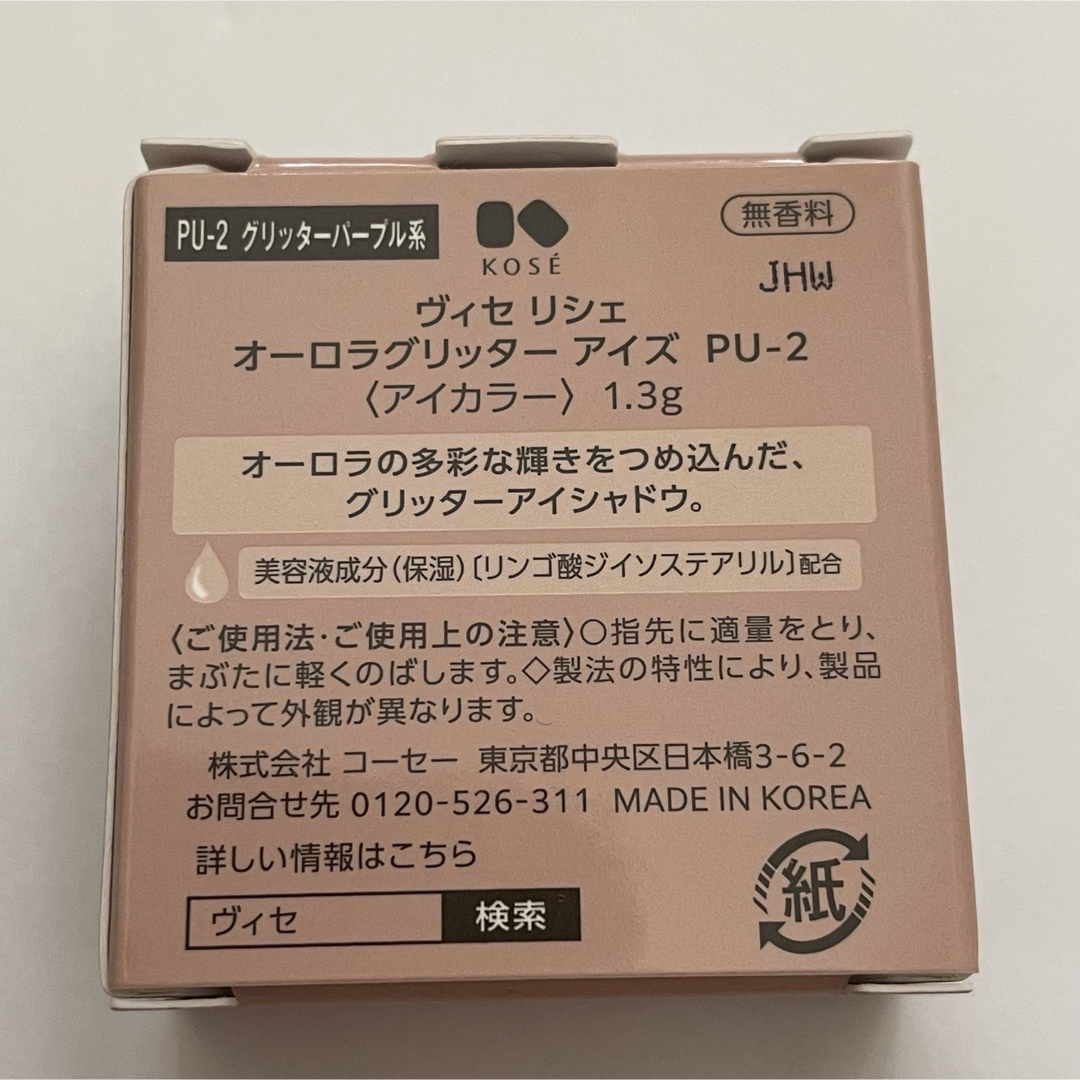 PU-2 グリッターパープル系
KOSÉ
無香料
JHW
ヴィセ リシェ
オーログリッター アイズ PU-2
〈アイカラー〉 1.3g
オーロラの多彩な輝きをつめ込んだ、
グリッターアイシャドウ。
美容液成分(保湿)〔リンゴ酸ジイソステアリル〕配合
〈ご使用法・ご使用上の注意〉○指先に適量をとり、
まぶたに軽くのばします。◇製法の特性により、製品
によって外観が異なります。
株式会社 コーセー 東京都中央区日本橋3-6-2
お問合せ先 0120-526-311 MADE IN KOREA
詳しい情報はこちら
ヴィセ 検索
紙